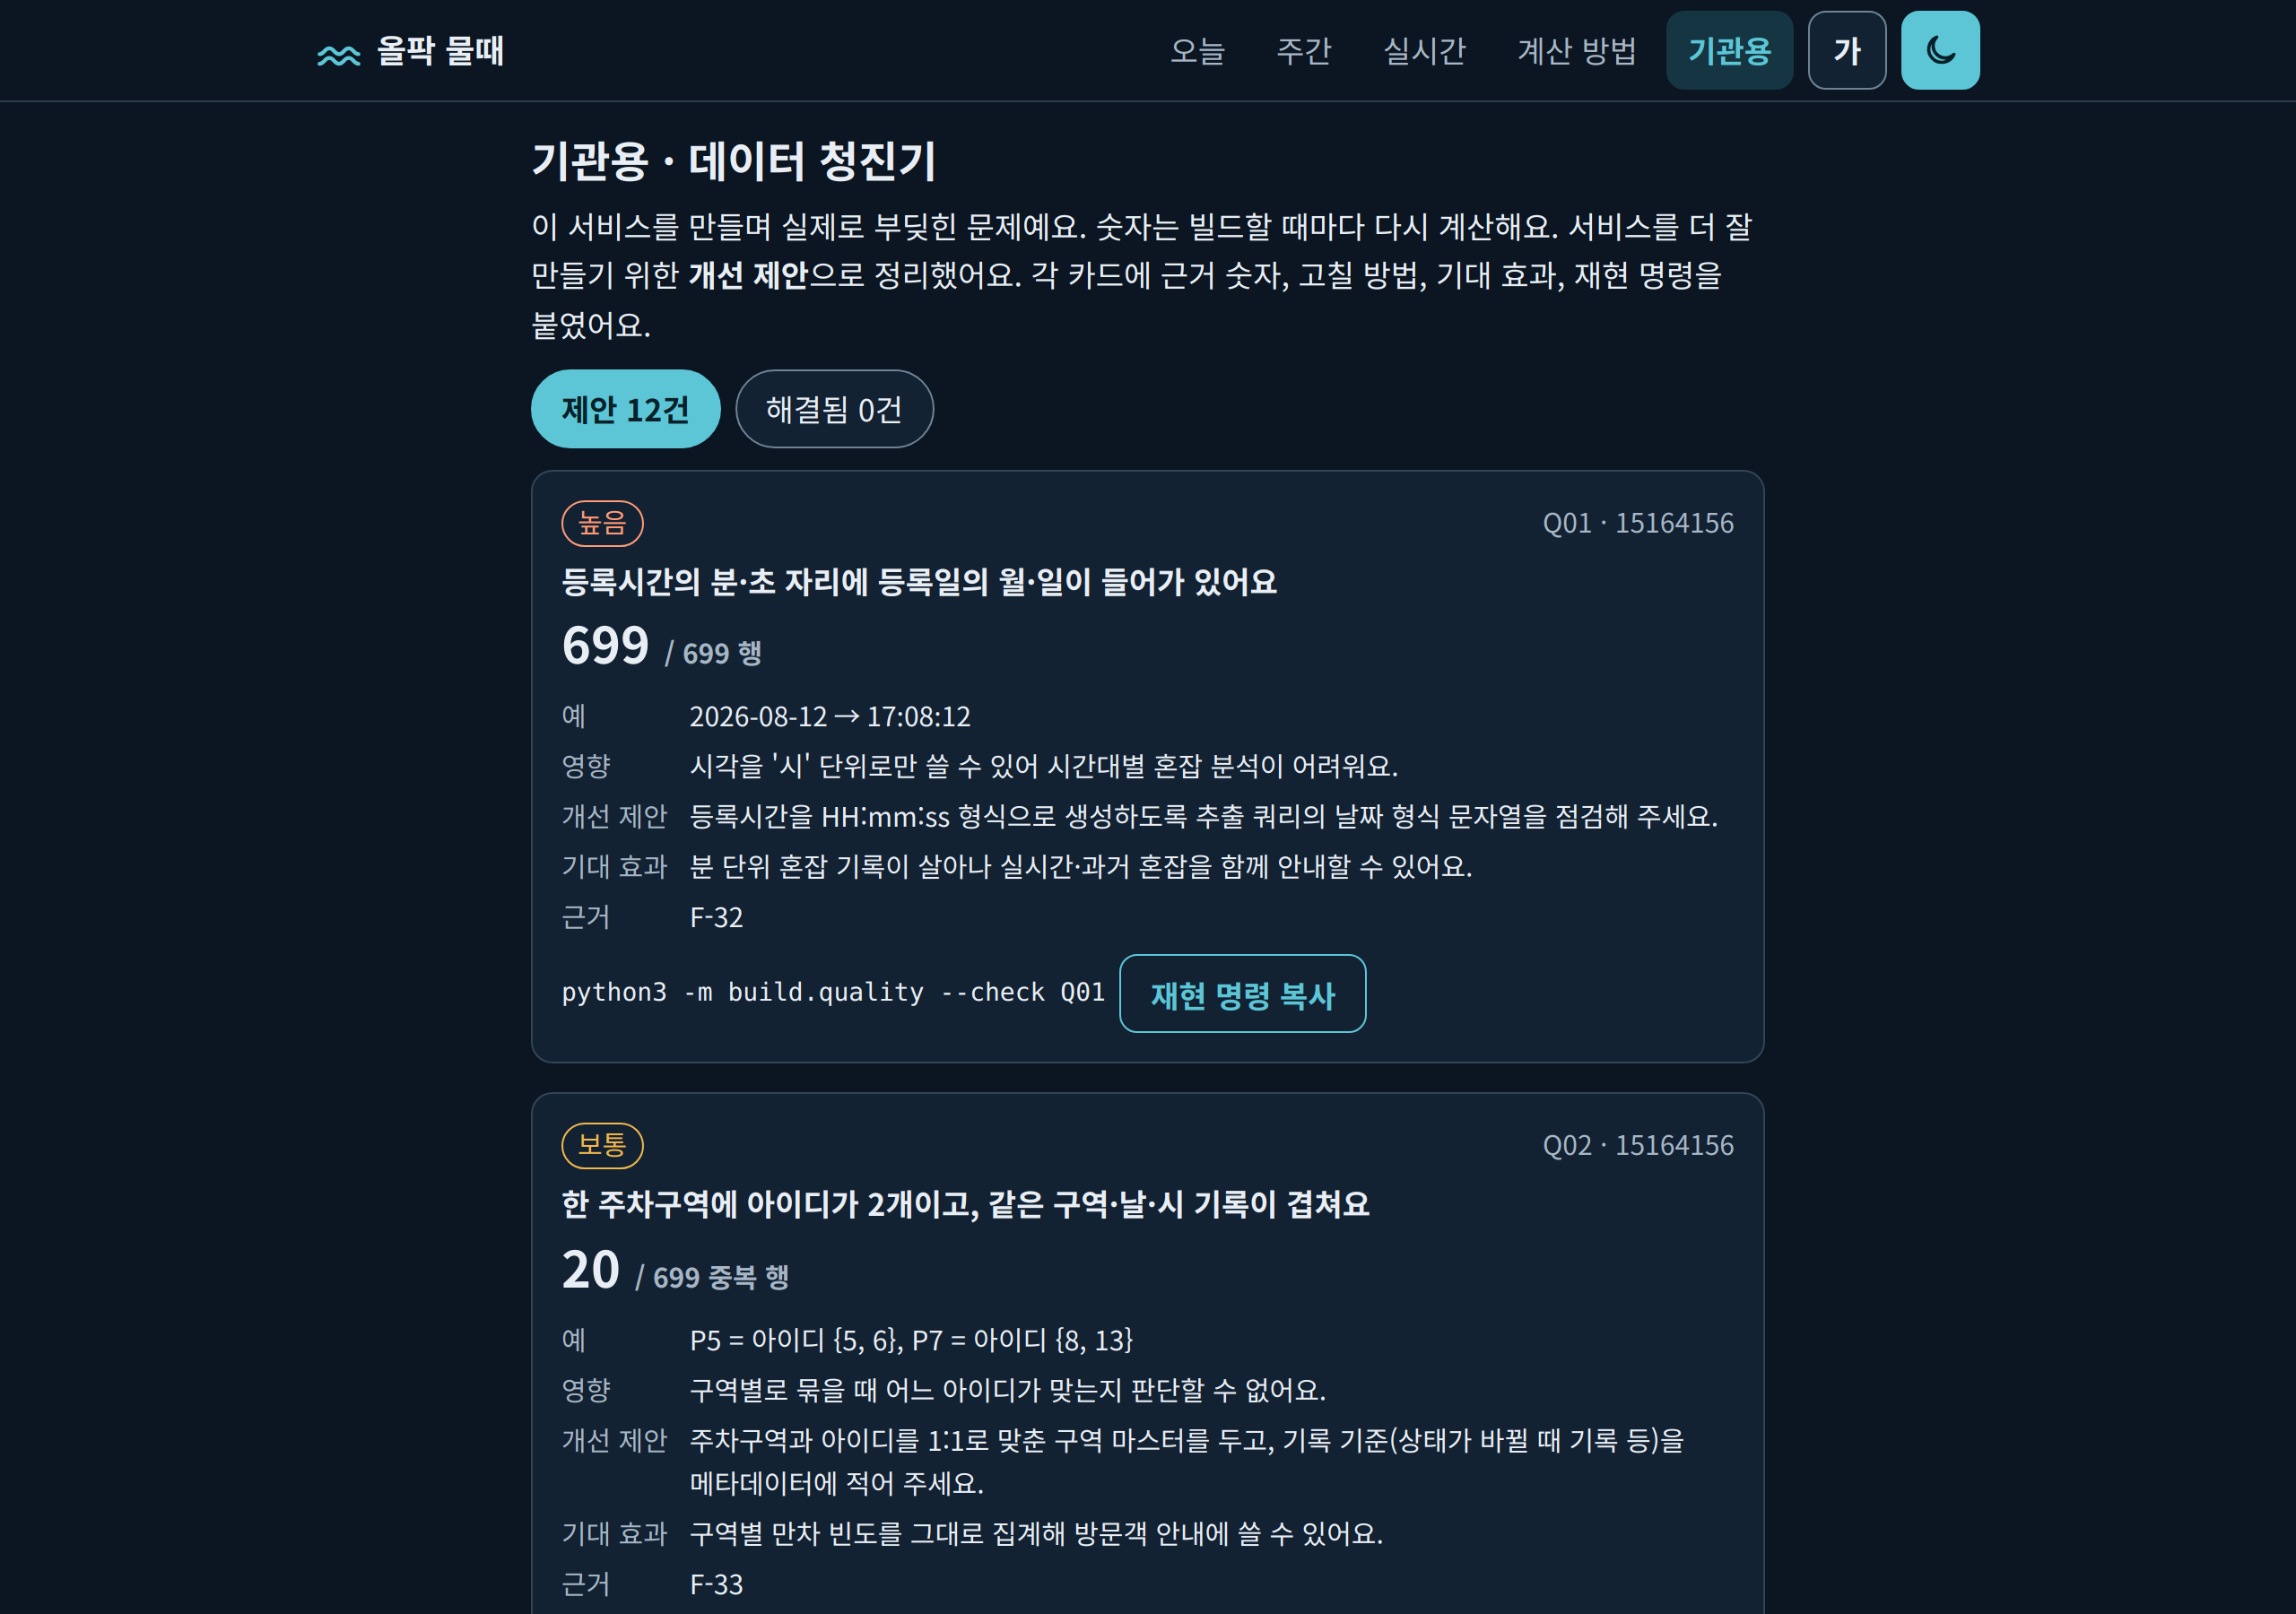 올팍 물때
오늘
주간
실시간
계산 방법
기관용
가
기관용 · 데이터 청진기
이 서비스를 만들며 실제로 부딪힌 문제예요. 숫자는 빌드할 때마다 다시 계산해요. 서비스를 더 잘
만들기 위한 개선 제안으로 정리했어요. 각 카드에 근거 숫자, 고칠 방법, 기대 효과, 재현 명령을
붙였어요.
제안 12건
해결됨 0건
높음
Q01 · 15164156
등록시간의 분·초 자리에 등록일의 월·일이 들어가 있어요
699 / 699 행
예 2026-08-12 → 17:08:12
영향 시각을 '시' 단위로만 쓸 수 있어 시간대별 혼잡 분석이 어려워요.
개선 제안 등록시간을 HH:mm:ss 형식으로 생성하도록 추출 쿼리의 날짜 형식 문자열을 점검해 주세요.
기대 효과 분 단위 혼잡 기록이 살아나 실시간·과거 혼잡을 함께 안내할 수 있어요.
근거 F-32
python3 -m build.quality --check Q01
재현 명령 복사
보통
Q02 · 15164156
한 주차구역에 아이디가 2개이고, 같은 구역·날·시 기록이 겹쳐요
20 / 699 중복 행
예 P5 = 아이디 {5, 6}, P7 = 아이디 {8, 13}
영향 구역별로 묶을 때 어느 아이디가 맞는지 판단할 수 없어요.
개선 제안 주차구역과 아이디를 1:1로 맞춘 구역 마스터를 두고, 기록 기준(상태가 바뀔 때 기록 등)을
메타데이터에 적어 주세요.
기대 효과 구역별 만차 빈도를 그대로 집계해 방문객 안내에 쓸 수 있어요.
근거 F-33